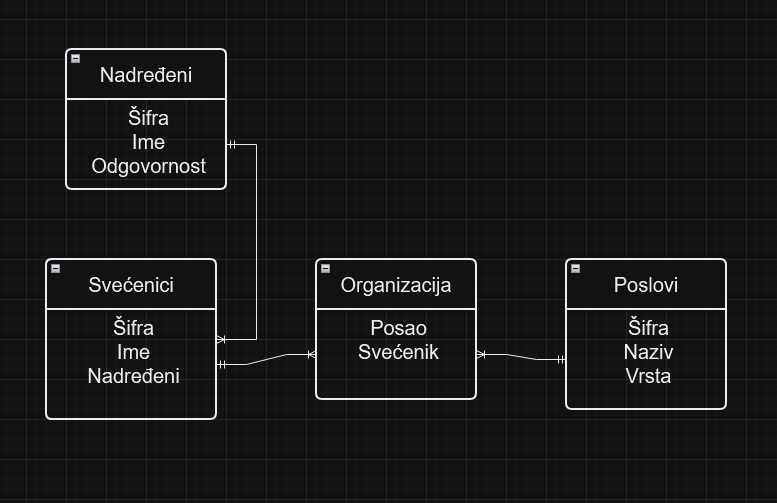 Nadređeni
Šifra
Ime
Odgovornost
Svećenici
Šifra
Ime
Nadređeni
Organizacija
Posao
Svećenik
Poslovi
Šifra
Naziv
Vrsta